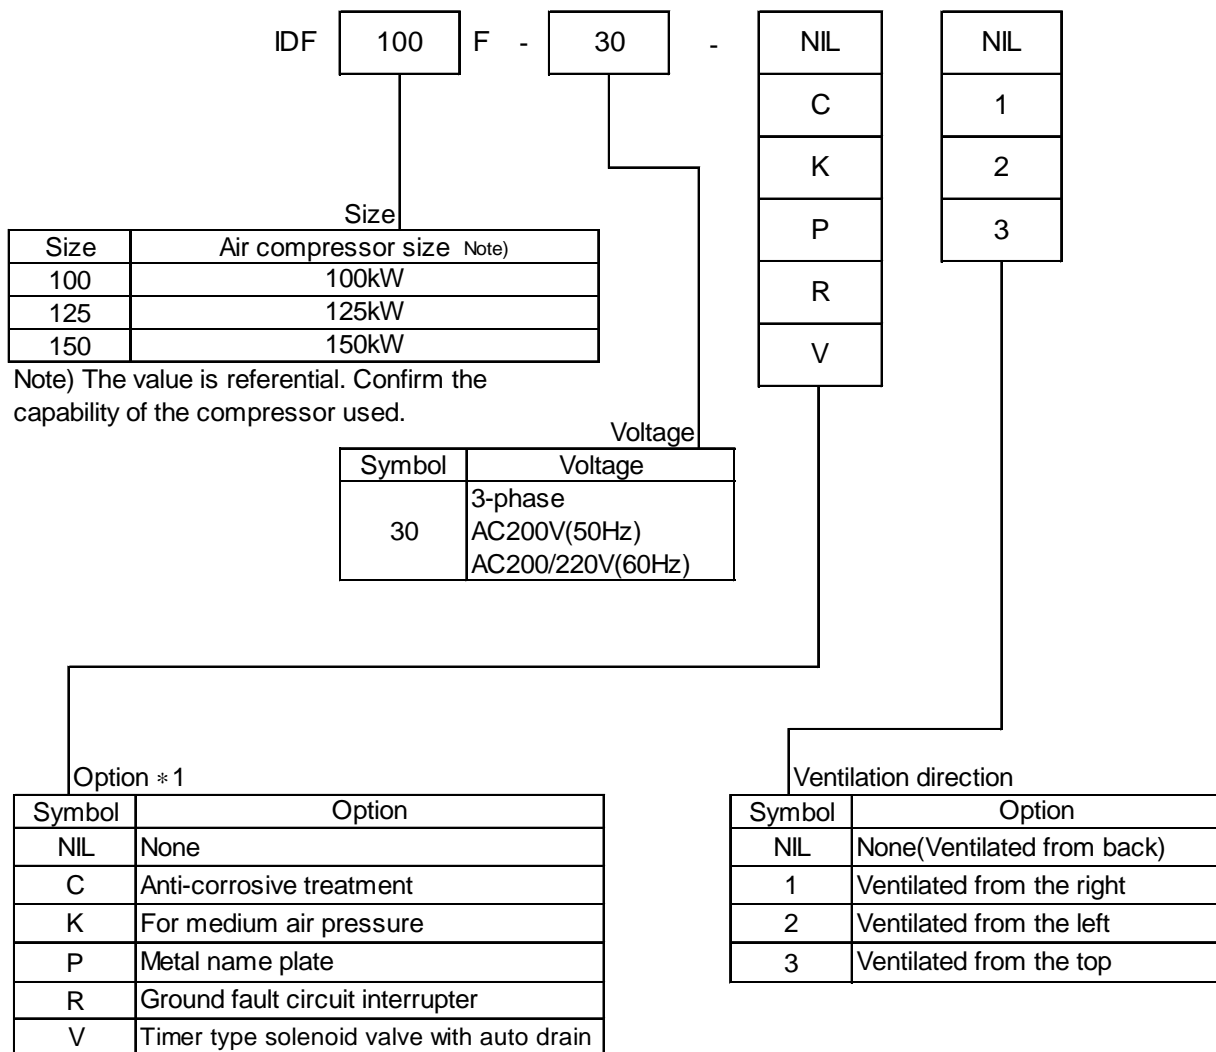 IDF 100 F - 30 - NIL NIL
C 1
K 2
P 3
R
V
Size
Size Air compressor size Note)
100 100kW
125 125kW
150 150kW
Note) The value is referential. Confirm the
capability of the compressor used.
Voltage
Symbol Voltage
30 3-phase
AC200V(50Hz)
AC200/220V(60Hz)
Option *1
Symbol Option
NIL None
C Anti-corrosive treatment
K For medium air pressure
P Metal name plate
R Ground fault circuit interrupter
V Timer type solenoid valve with auto drain
Ventilation direction
Symbol Option
NIL None(Ventilated from back)
1 Ventilated from the right
2 Ventilated from the left
3 Ventilated from the top